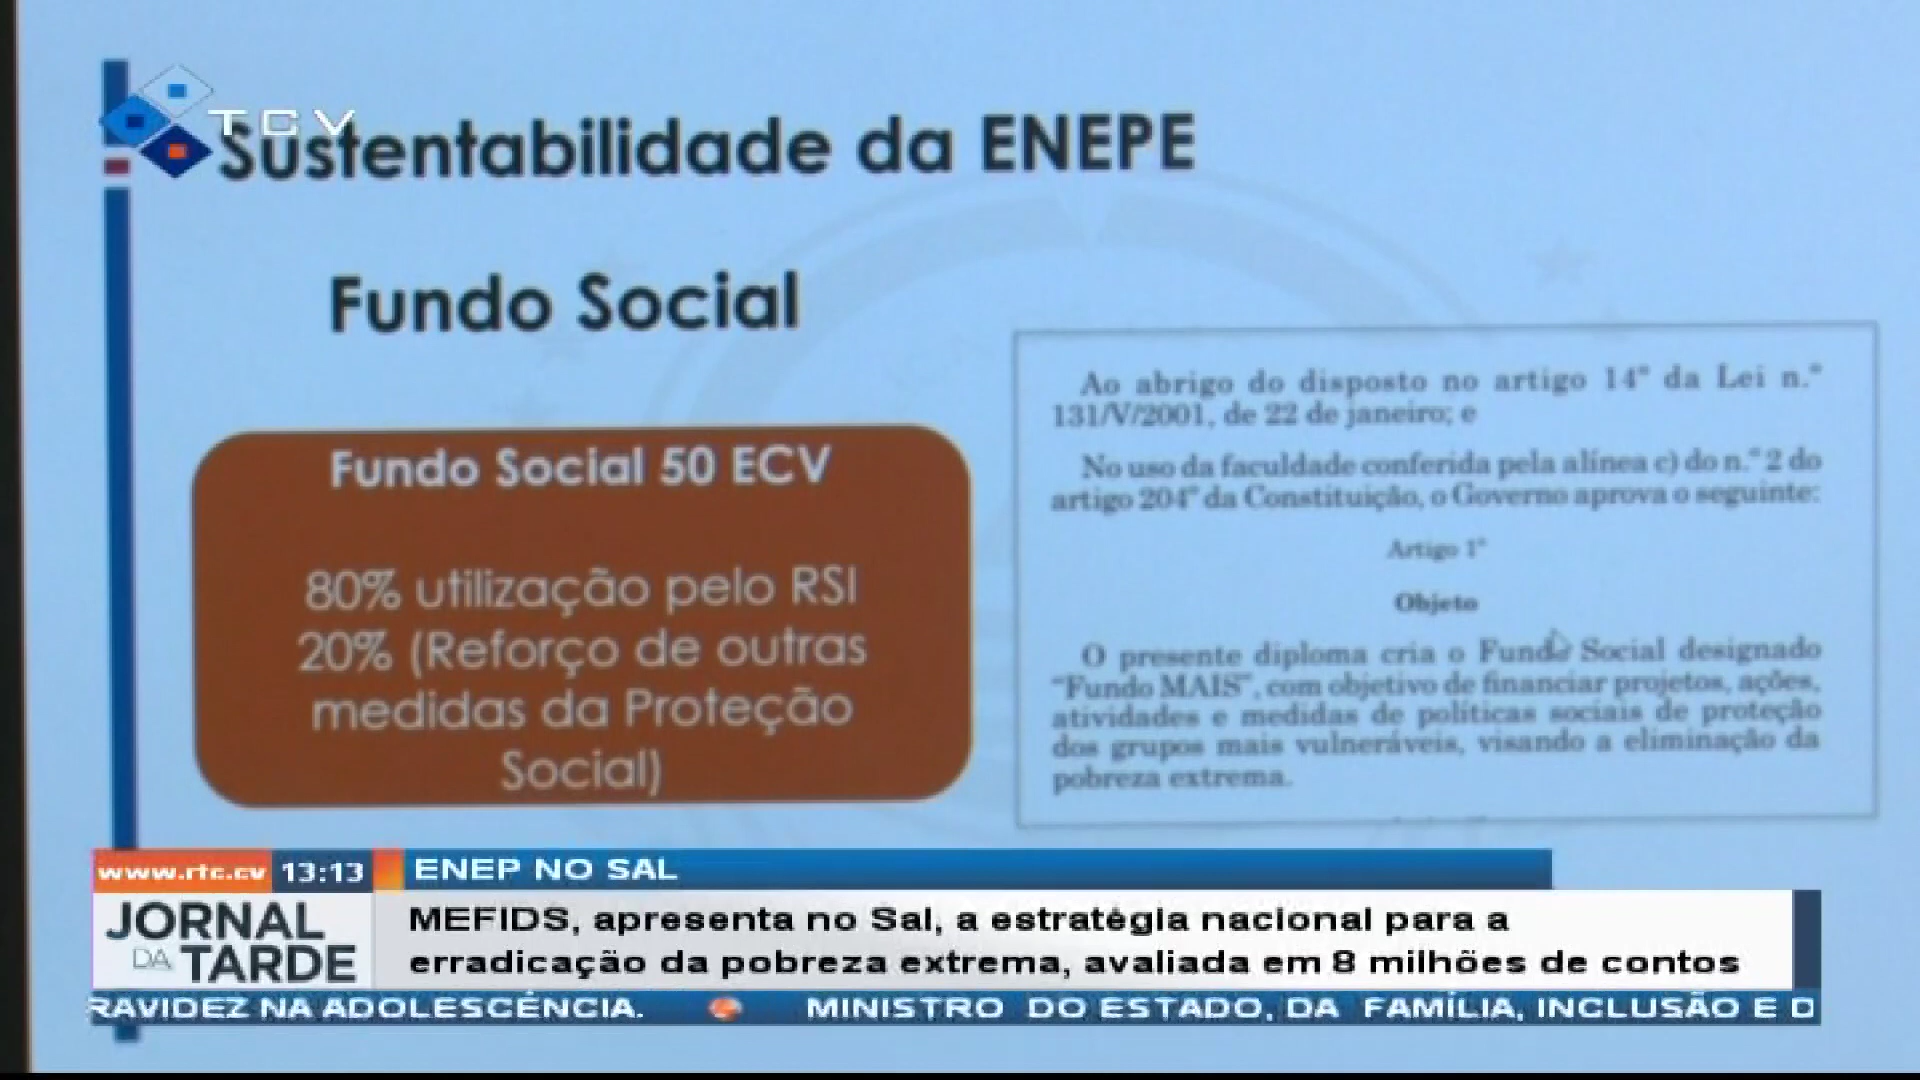 TCV
Sustentabilidade da ENEPE
Fundo Social
Fundo Social 50 ECV
80% utilização pelo RSI
20% (Reforço de outras
medidas da Proteção
Social)
Ao abrigo do disposto no artigo 14º da Lei n.º
131/V/2001, de 22 de janeiro; e
No uso da faculdade conferida pela alínea c) do n.º 2 do
artigo 204º da Constituição, o Governo aprova o seguinte:
Artigo 1º
Objeto
O presente diploma cria o Fundo Social designado
“Fundo MAIS”, com objetivo de financiar projetos, ações,
atividades e medidas de políticas sociais de proteção
dos grupos mais vulneráveis, visando a eliminação da
pobreza extrema.
www.rtc.cv 13:13 ENEP NO SAL
JORNAL DA TARDE
MEFIDS, apresenta no Sal, a estratégia nacional para a
erradicação da pobreza extrema, avaliada em 8 milhões de contos
RAVIDEZ NA ADOLESCÊNCIA. MINISTRO DO ESTADO, DA FAMÍLIA, INCLUSÃO E D